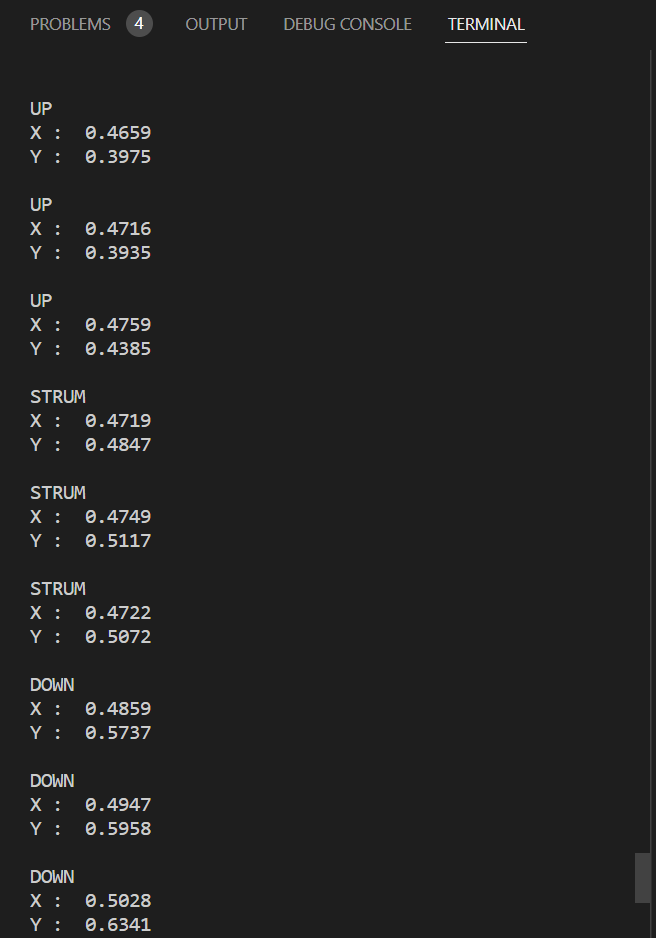 PROBLEMS 4 OUTPUT DEBUG CONSOLE TERMINAL
UP
X :  0.4659
Y :  0.3975
UP
X :  0.4716
Y :  0.3935
UP
X :  0.4759
Y :  0.4385
STRUM
X :  0.4719
Y :  0.4847
STRUM
X :  0.4749
Y :  0.5117
STRUM
X :  0.4722
Y :  0.5072
DOWN
X :  0.4859
Y :  0.5737
DOWN
X :  0.4947
Y :  0.5958
DOWN
X :  0.5028
Y :  0.6341